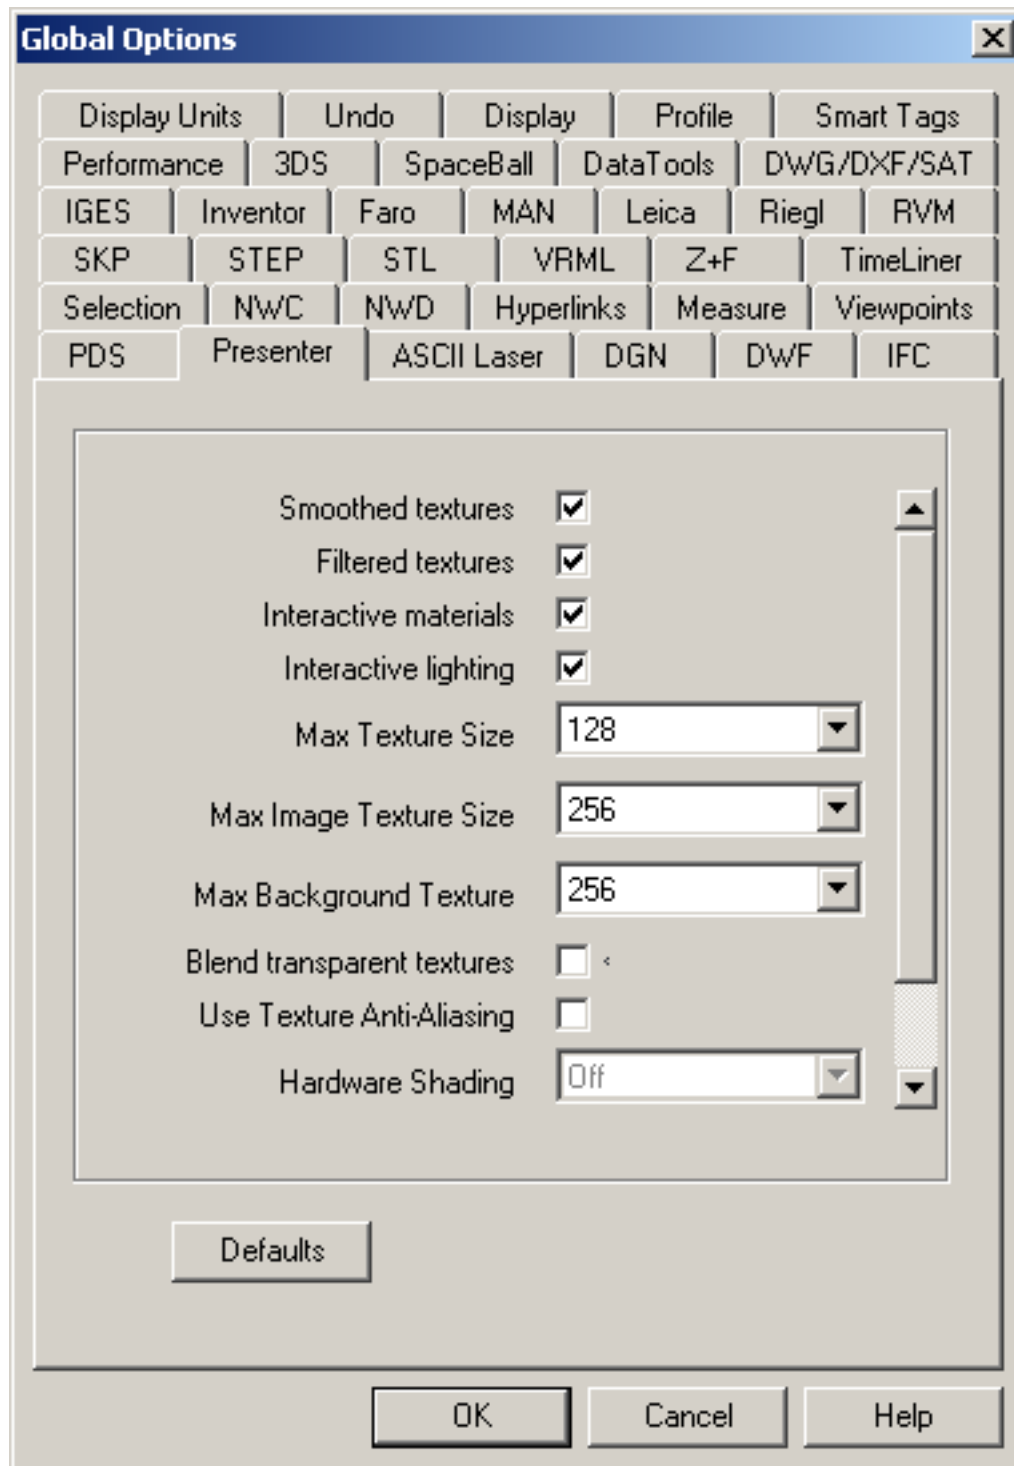 Global Options
Display Units Undo Display Profile Smart Tags
Performance 3DS SpaceBall DataTools DWG/DXF/SAT
IGES Inventor Faro MAN Leica Riegl RVM
SKP STEP STL VRML Z+F TimeLiner
Selection NWC NWD Hyperlinks Measure Viewpoints
PDS Presenter ASCII Laser DGN DWF IFC
Smoothed textures
Filtered textures
Interactive materials
Interactive lighting
Max Texture Size 128
Max Image Texture Size 256
Max Background Texture 256
Blend transparent textures
Use Texture Anti-Aliasing
Hardware Shading Off
Defaults
OK Cancel Help